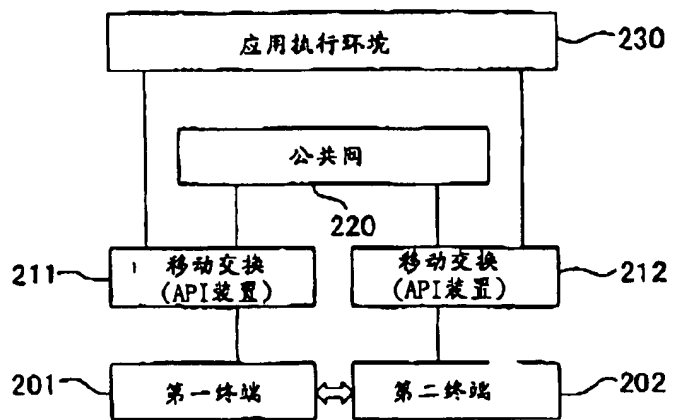 应用执行环境
230
公共网
220
211
移动交换
(API装置)
移动交换
(API装置)
212
201
第一终端
第二终端
202